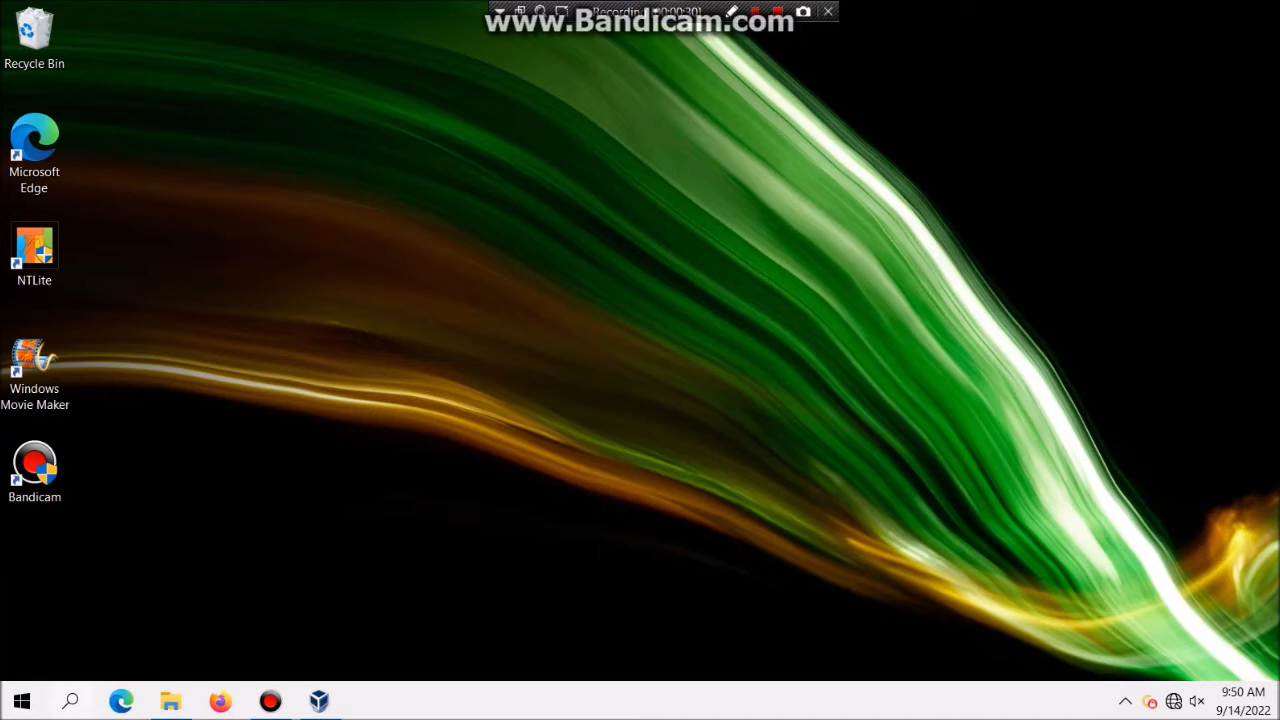 www.Bandicam.com
Recycle Bin
Microsoft
Edge
NTLite
Windows
Movie Maker
Bandicam
9:50 AM
9/14/2022